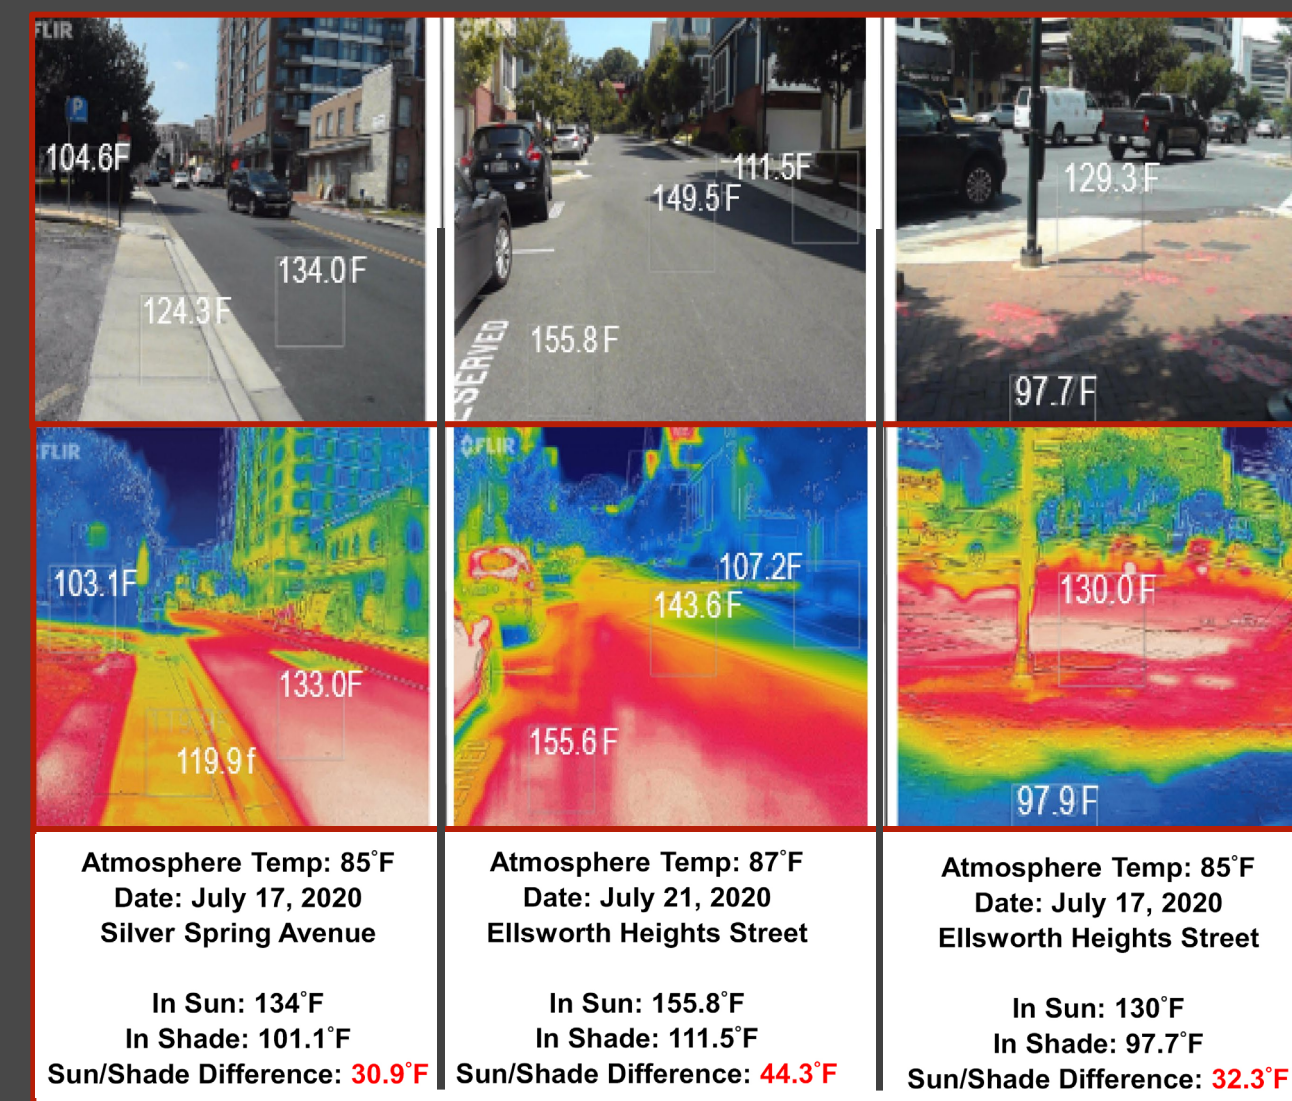 FLIR
P
104.6F
134.0F
124.3F
FLIR
111.5F
149.5F
155.8F
ESERVED
129.3F
97.7F
FLIR
103.1F
133.0F
119.9f
FLIR
107.2F
143.6F
155.6F
130.0F
97.9F
Atmosphere Temp: 85°F
Date: July 17, 2020
Silver Spring Avenue
In Sun: 134°F
In Shade: 101.1°F
Sun/Shade Difference: 30.9°F
Atmosphere Temp: 87°F
Date: July 21, 2020
Ellsworth Heights Street
In Sun: 155.8°F
In Shade: 111.5°F
Sun/Shade Difference: 44.3°F
Atmosphere Temp: 85°F
Date: July 17, 2020
Ellsworth Heights Street
In Sun: 130°F
In Shade: 97.7°F
Sun/Shade Difference: 32.3°F